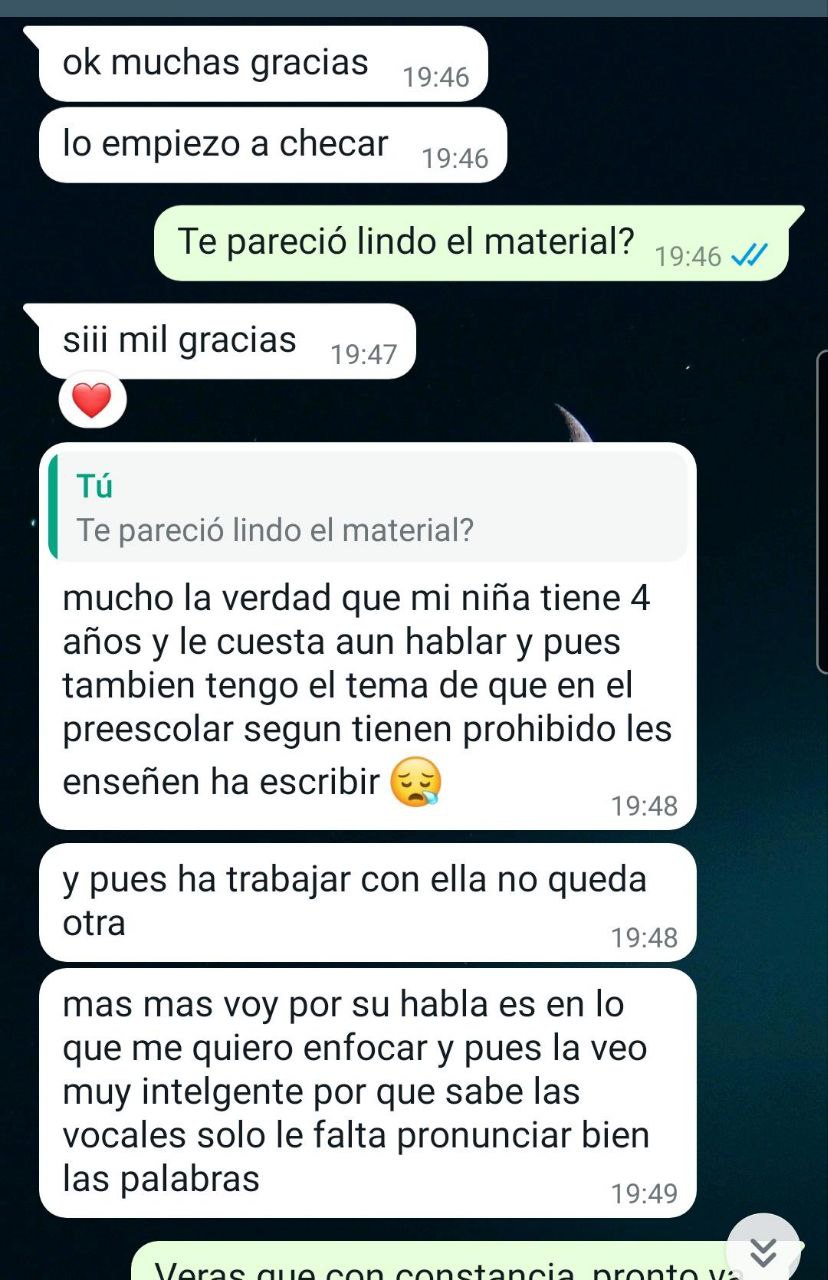 ok muchas gracias 19:46
lo empiezo a checar 19:46
Te pareció lindo el material? 19:46
siii mil gracias 19:47
Tú
Te pareció lindo el material?
mucho la verdad que mi niña tiene 4
años y le cuesta aun hablar y pues
tambien tengo el tema de que en el
preescolar segun tienen prohibido les
enseñen ha escribir
19:48
y pues ha trabajar con ella no queda
otra
19:48
mas mas voy por su habla es en lo
que me quiero enfocar y pues la veo
muy intelgente por que sabe las
vocales solo le falta pronunciar bien
las palabras
19:49
Veras que con constancia, pronto